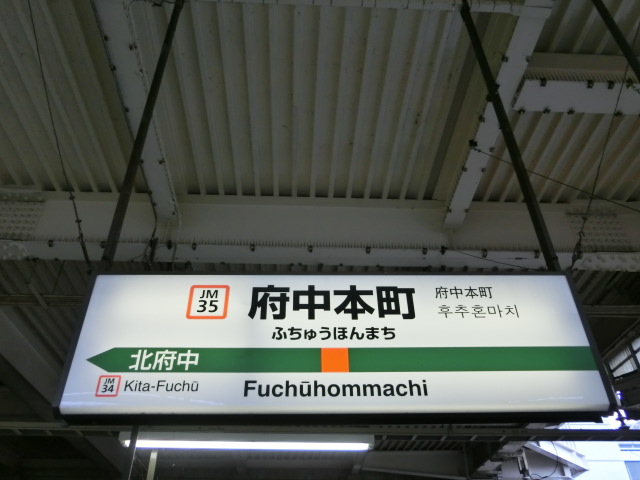 JM
35
府中本町
府中本町
후추혼마치
ふちゅうほんまち
北府中
JM
34
Kita-Fuchū
Fuchūhommachi